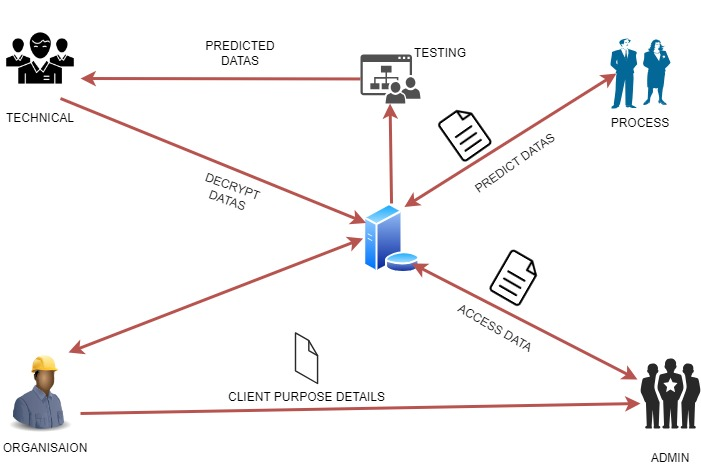 PREDICTED
DATAS
TESTING
TECHNICAL
PROCESS
PREDICT DATAS
DECRYPT
DATAS
ACCESS DATA
CLIENT PURPOSE DETAILS
ORGANISAION
ADMIN